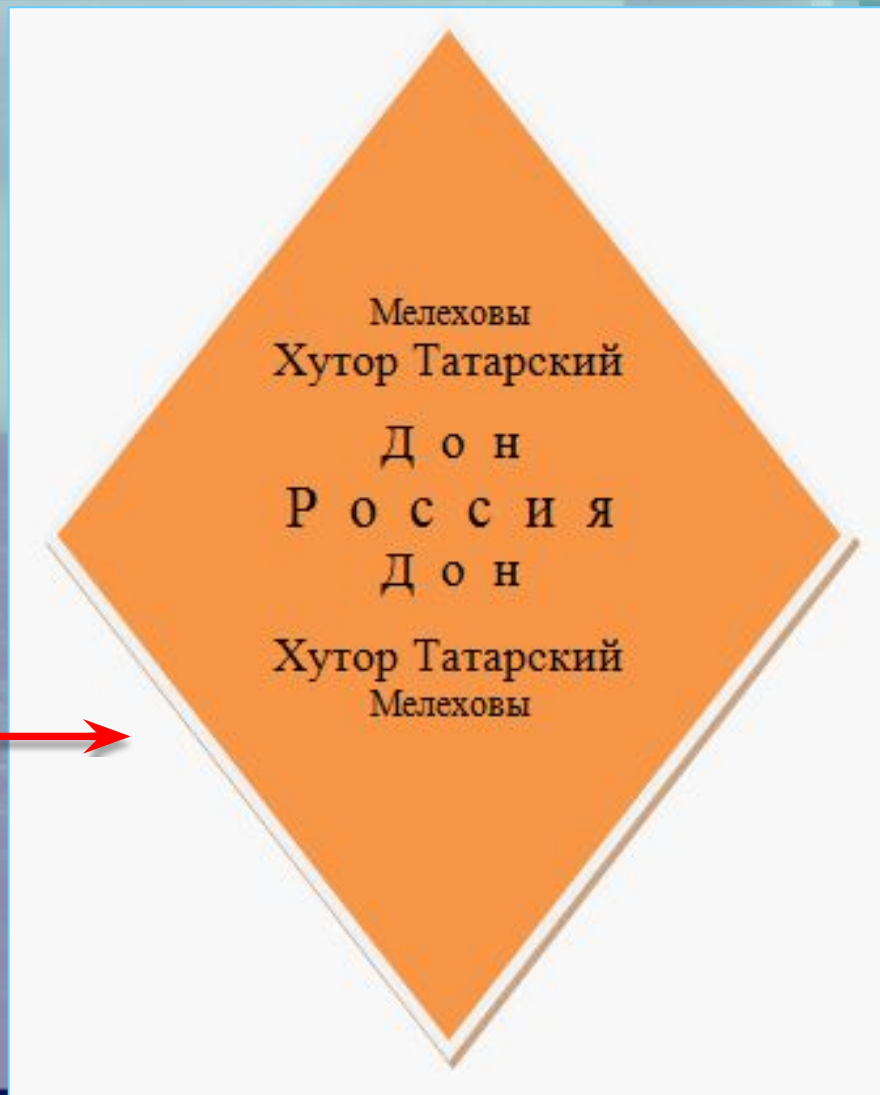 Мелеховы
Хутор Татарский
Д о н
Р о с с и я
Д о н
Хутор Татарский
Мелеховы